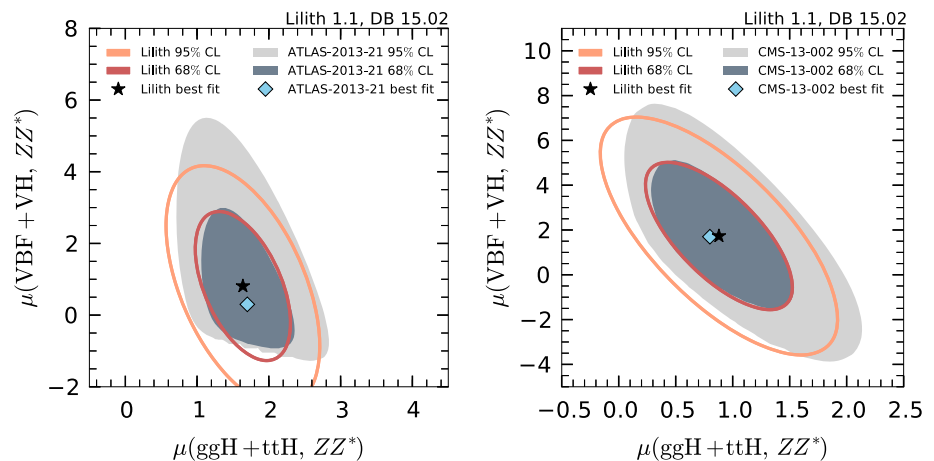 Lilith 1.1, DB 15.02
Lilith 95% CL
Lilith 68% CL
Lilith best fit
ATLAS-2013-21 95% CL
ATLAS-2013-21 68% CL
ATLAS-2013-21 best fit
8
6
4
2
0
−2
0
1
2
3
4
μ(VBF+VH, ZZ*)
μ(ggH+ttH, ZZ*)
Lilith 1.1, DB 15.02
Lilith 95% CL
Lilith 68% CL
Lilith best fit
CMS-13-002 95% CL
CMS-13-002 68% CL
CMS-13-002 best fit
10
8
6
4
2
0
−2
−4
−0.5
0.0
0.5
1.0
1.5
2.0
2.5
μ(VBF+VH, ZZ*)
μ(ggH+ttH, ZZ*)